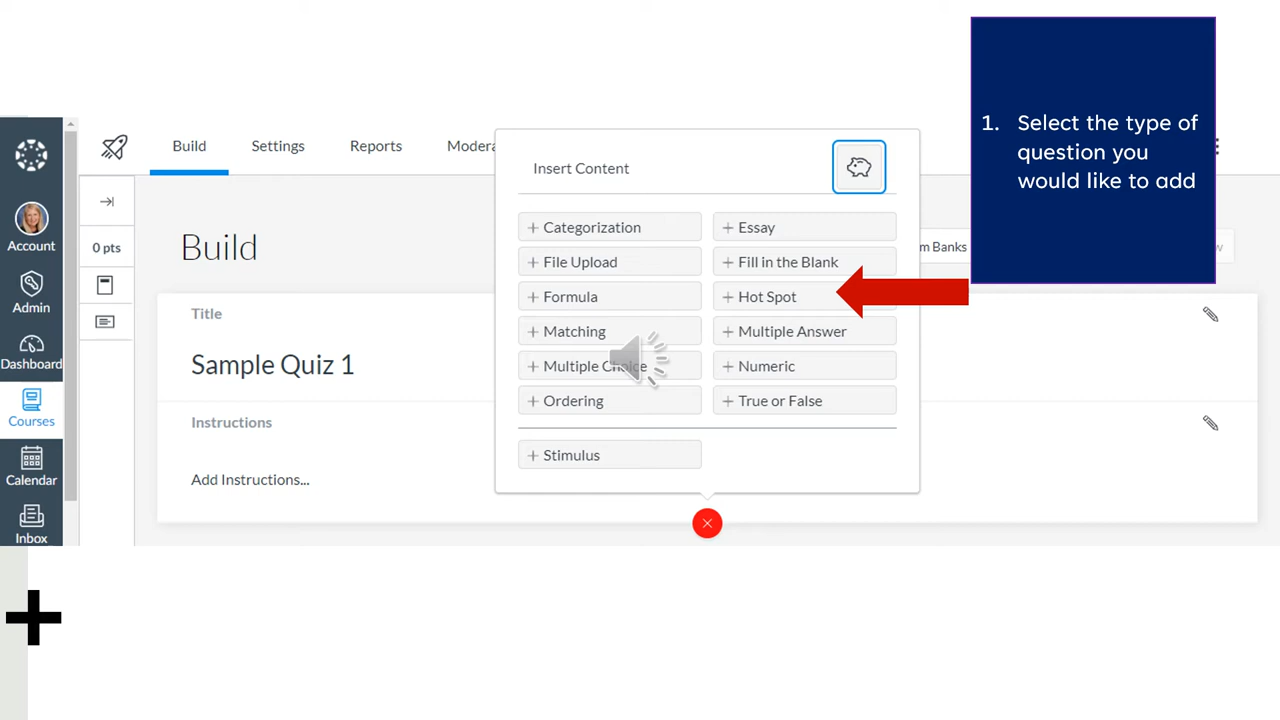 1. Select the type of
question you
would like to add
Build
Settings
Reports
Modera
Insert Content
Account
Admin
Dashboard
Courses
Calendar
Inbox
0 pts
Build
m Banks
w
+ Categorization
+ Essay
+ File Upload
+ Fill in the Blank
+ Formula
+ Hot Spot
+ Matching
+ Multiple Answer
+ Multiple Choice
+ Numeric
+ Ordering
+ True or False
+ Stimulus
Title
Sample Quiz 1
Instructions
Add Instructions...